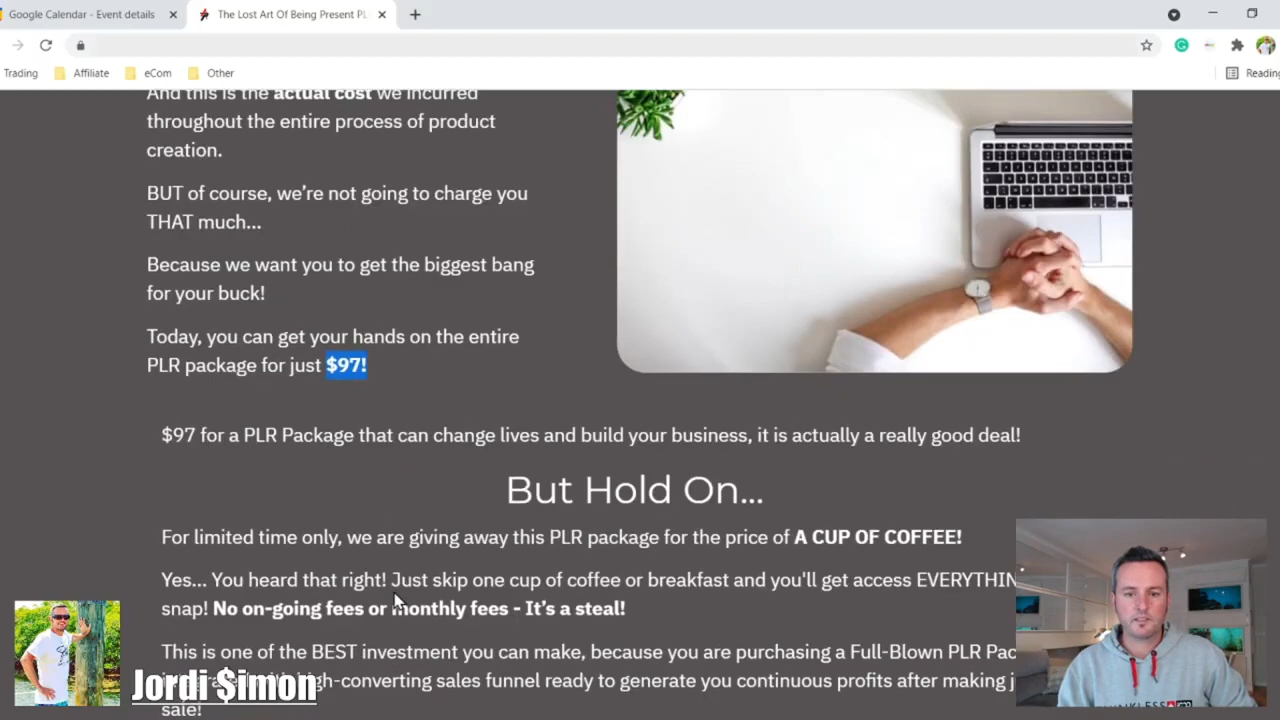 Google Calendar - Event details
The Lost Art Of Being Present PL
Trading
Affiliate
eCom
Other
Reading
And this is the actual cost we incurred
throughout the entire process of product
creation.
BUT of course, we’re not going to charge you
THAT much...
Because we want you to get the biggest bang
for your buck!
Today, you can get your hands on the entire
PLR package for just $97!
$97 for a PLR Package that can change lives and build your business, it is actually a really good deal!
But Hold On...
For limited time only, we are giving away this PLR package for the price of A CUP OF COFFEE!
Yes... You heard that right! Just skip one cup of coffee or breakfast and you'll get access EVERYTHIN
snap! No on-going fees or monthly fees - It’s a steal!
This is one of the BEST investment you can make, because you are purchasing a Full-Blown PLR Pac
high-converting sales funnel ready to generate you continuous profits after making j
sale!
Jordi $imon